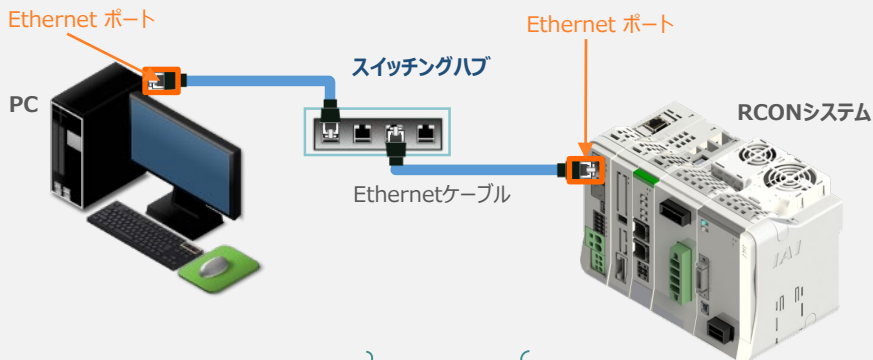 Ethernet ポート
Ethernet ポート
スイッチングハブ
PC
RCONシステム
Ethernetケーブル
IAI